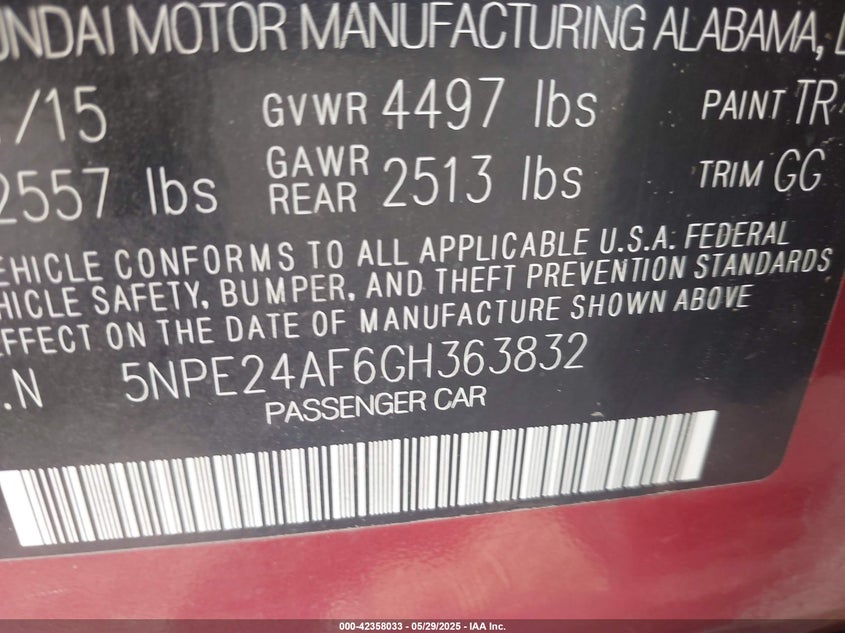 UNDAI MOTOR MANUFACTURING ALABAMA, L
/15 GVWR 4497 lbs PAINT TR
2557 lbs GAWR REAR 2513 lbs TRIM GG
EHICLE CONFORMS TO ALL APPLICABLE U.S.A. FEDERAL
HICLE SAFETY, BUMPER, AND THEFT PREVENTION STANDARDS
EFFECT ON THE DATE OF MANUFACTURE SHOWN ABOVE
.N 5NPE24AF6GH363832
PASSENGER CAR
000-42358033 — 05/29/2025 - IAA Inc.